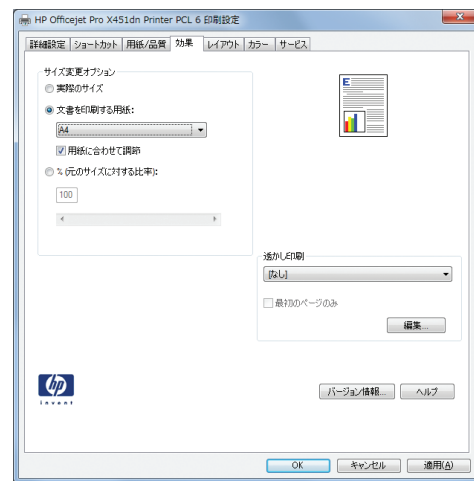 HP Officejet Pro X451dn Printer PCL 6 印刷設定
詳細設定 ショートカット 用紙/品質 効果 レイアウト カラー サービス
サイズ変更オプション
実際のサイズ
文書を印刷する用紙:
A4
用紙に合わせて調節
% (元のサイズに対する比率):
100
E
透かし印刷
[なし]
最初のページのみ
編集...
hp
invent
バージョン情報... ヘルプ
OK キャンセル 適用(A)